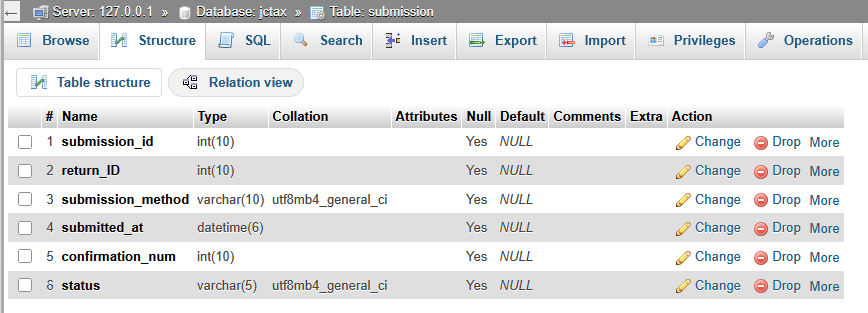 ← Server: 127.0.0.1 » Database: jctax » Table: submission
Browse Structure SQL Search Insert Export Import Privileges Operations
Table structure Relation view
# Name Type Collation Attributes Null Default Comments Extra Action
1 submission_id int(10) Yes NULL Change Drop More
2 return_ID int(10) Yes NULL Change Drop More
3 submission_method varchar(10) utf8mb4_general_ci Yes NULL Change Drop More
4 submitted_at datetime(6) Yes NULL Change Drop More
5 confirmation_num int(10) Yes NULL Change Drop More
6 status varchar(5) utf8mb4_general_ci Yes NULL Change Drop More